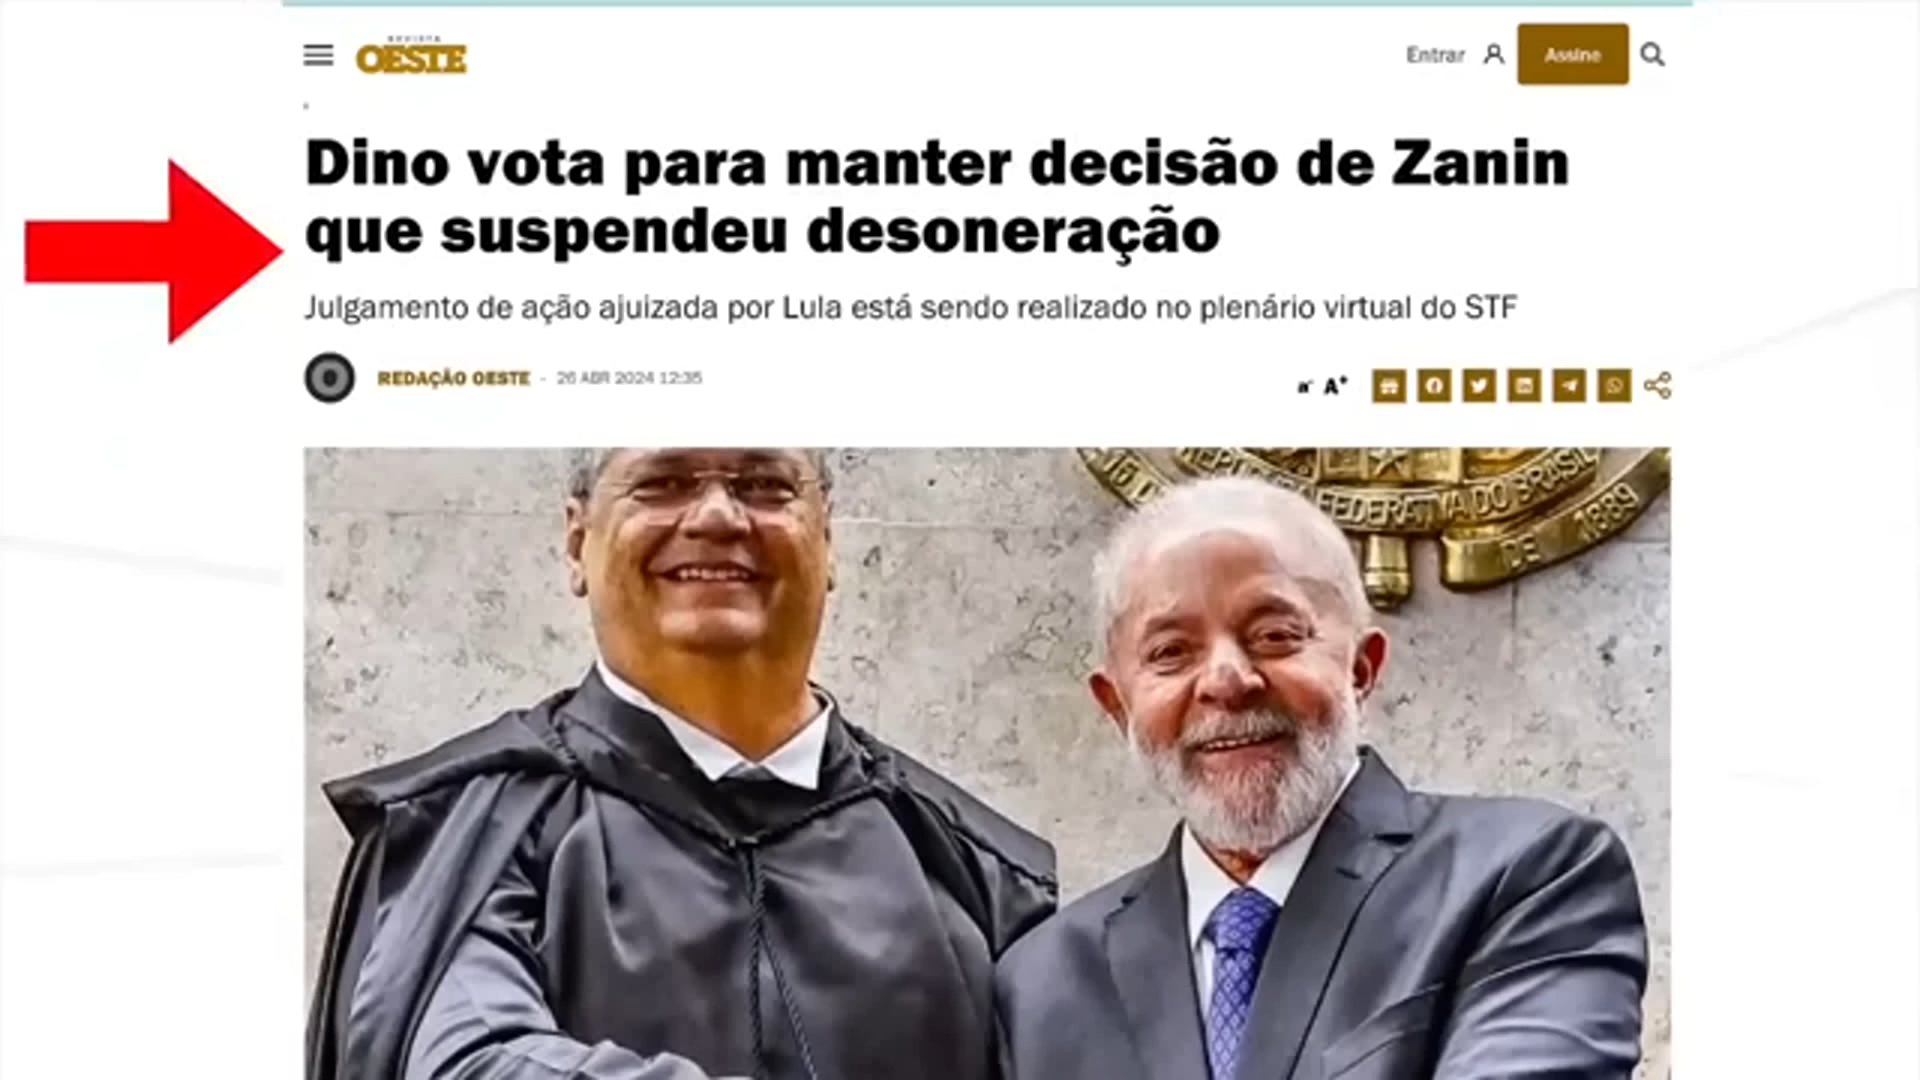 REVISTA
OESTE
Entrar
Assine
Dino vota para manter decisão de Zanin
que suspendeu desoneração
Julgamento de ação ajuizada por Lula está sendo realizado no plenário virtual do STF
REDAÇÃO OESTE - 26 ABR 2024 12:35
a- A+
REPÚBLICA FEDERATIVA DO BRASIL
15 DE 1889